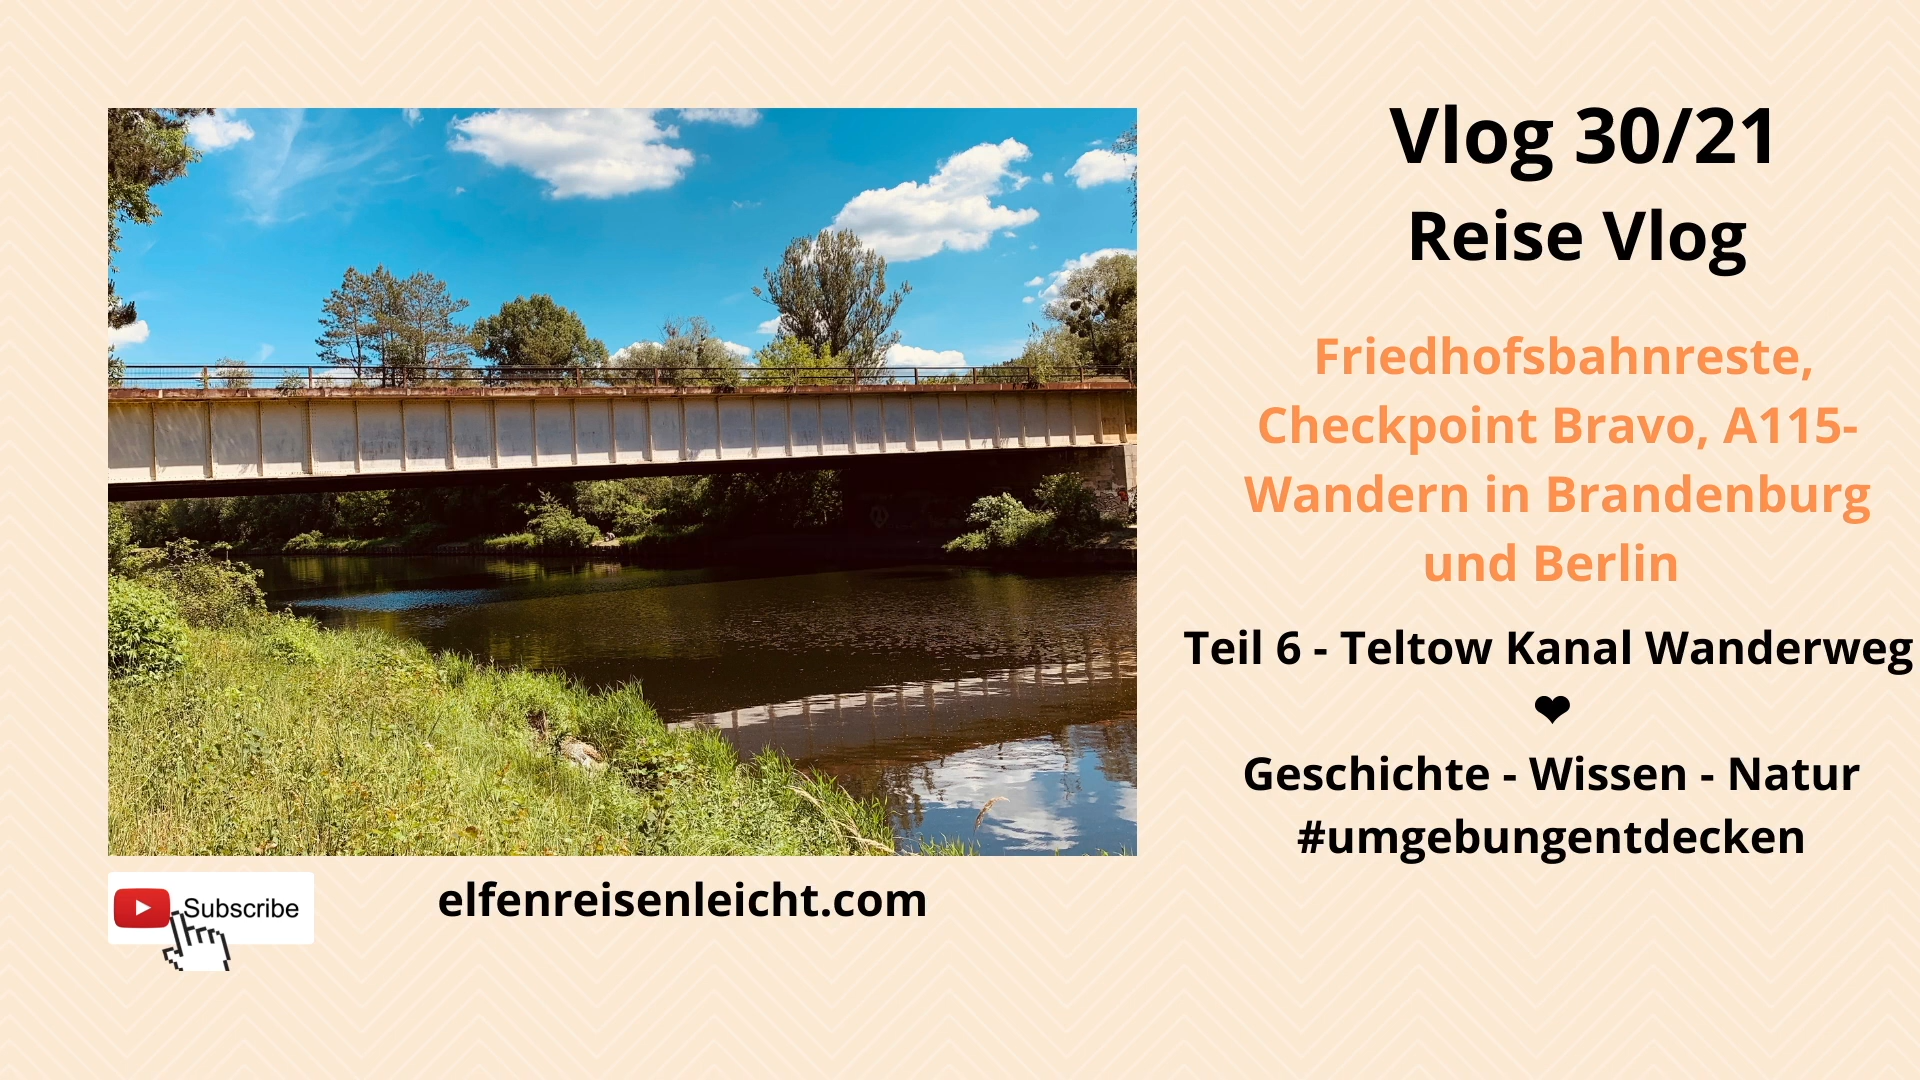 Vlog 30/21
Reise Vlog
Friedhofsbahnreste,
Checkpoint Bravo, A115-
Wandern in Brandenburg
und Berlin
Teil 6 - Teltow Kanal Wanderweg
❤
Geschichte - Wissen - Natur
#umgebungentdecken
elfenreisenleicht.com
Subscribe